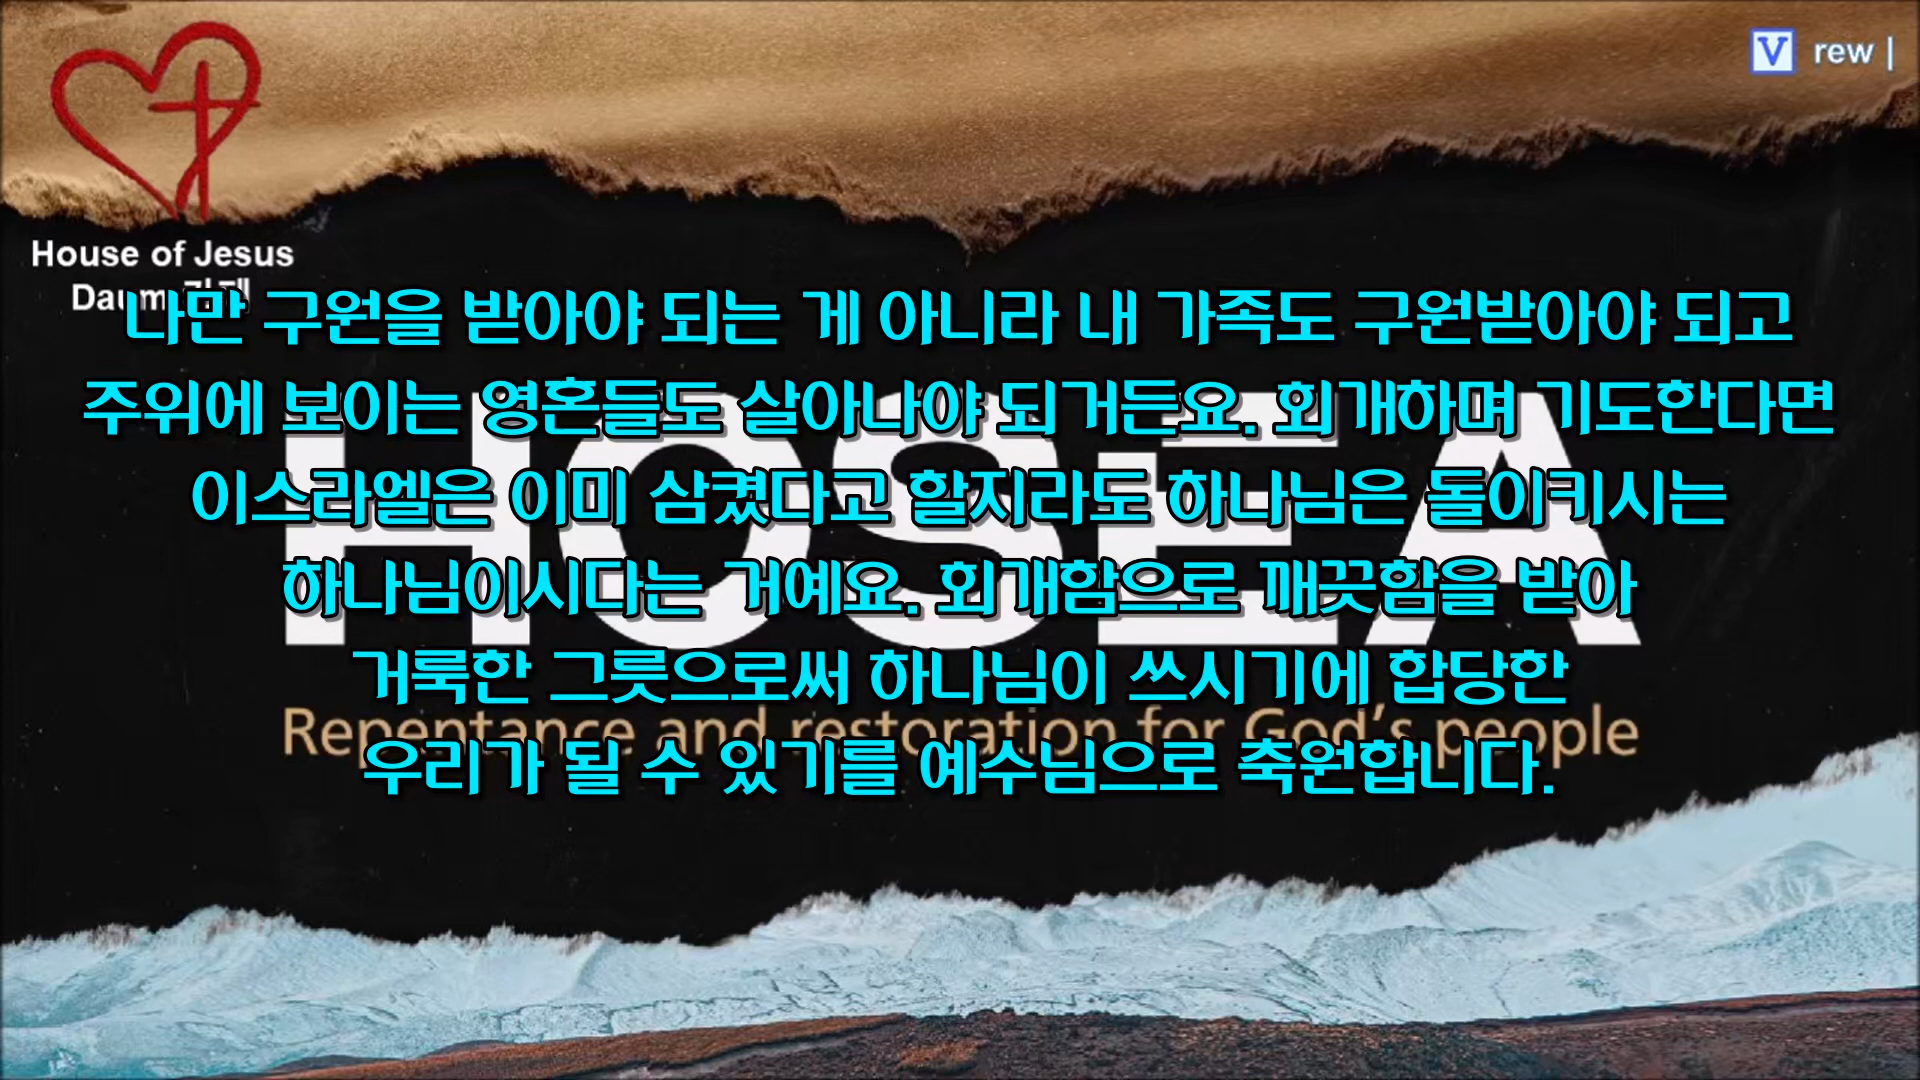 V rew |
House of Jesus
Daum
나만 구원을 받아야 되는 게 아니라 내 가족도 구원받아야 되고
주위에 보이는 영혼들도 살아나야 되거든요. 회개하며 기도한다면
이스라엘은 이미 삼켰다고 할지라도 하나님은 돌이키시는
하나님이시다는 거예요. 회개함으로 깨끗함을 받아
거룩한 그릇으로써 하나님이 쓰시기에 합당한
우리가 될 수 있기를 예수님으로 축원합니다.
HOSEA
Repentance and restoration for God's people